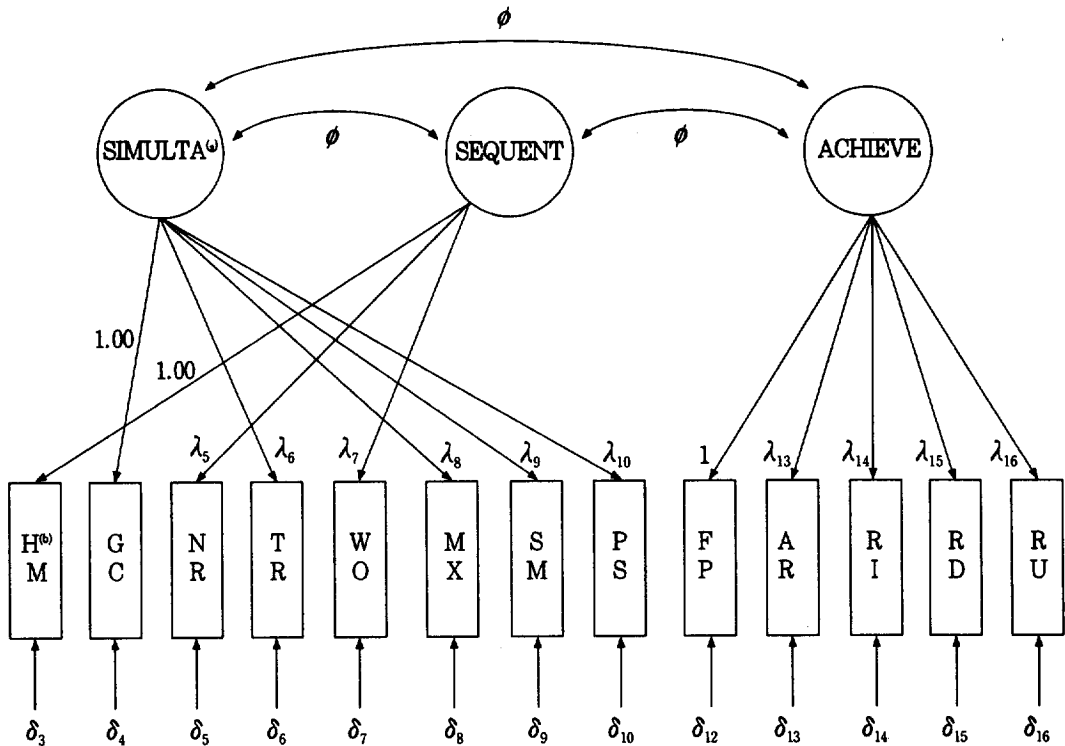 ϕ
SIMULTA⁽ᵃ⁾ ϕ SEQUENT ϕ ACHIEVE
1.00
1.00
λ₅ λ₆ λ₇ λ₈ λ₉ λ₁₀ 1 λ₁₃ λ₁₄ λ₁₅ λ₁₆
H⁽ᵇ⁾ G N T W M S P F A R R R
M C R R O X M S P R I D U
δ₃ δ₄ δ₅ δ₆ δ₇ δ₈ δ₉ δ₁₀ δ₁₂ δ₁₃ δ₁₄ δ₁₅ δ₁₆